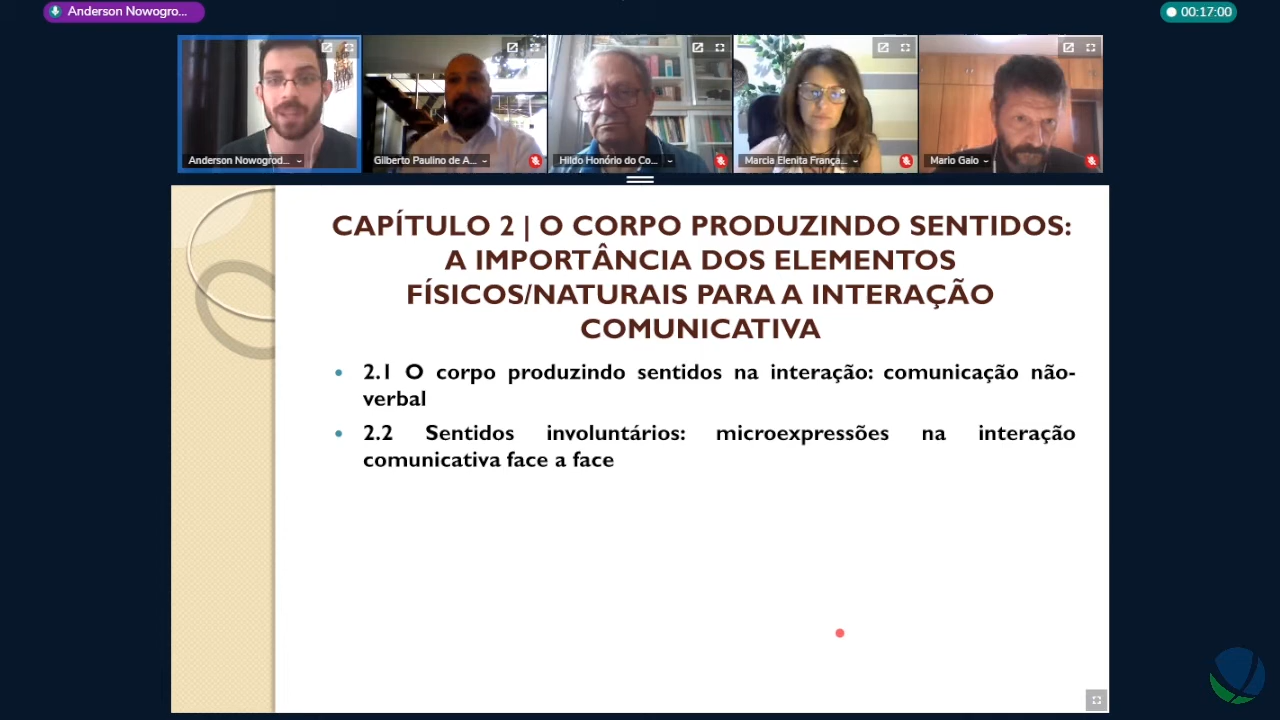 Anderson Nowogro...
00:17:00
Anderson Nowogrod...
Gilberto Paulino de A...
Hildo Honório do Co...
Marcia Elenita França...
Mario Gaio
CAPÍTULO 2 | O CORPO PRODUZINDO SENTIDOS:
A IMPORTÂNCIA DOS ELEMENTOS
FÍSICOS/NATURAIS PARA A INTERAÇÃO
COMUNICATIVA
• 2.1 O corpo produzindo sentidos na interação: comunicação não-
verbal
• 2.2 Sentidos involuntários: microexpressões na interação
comunicativa face a face